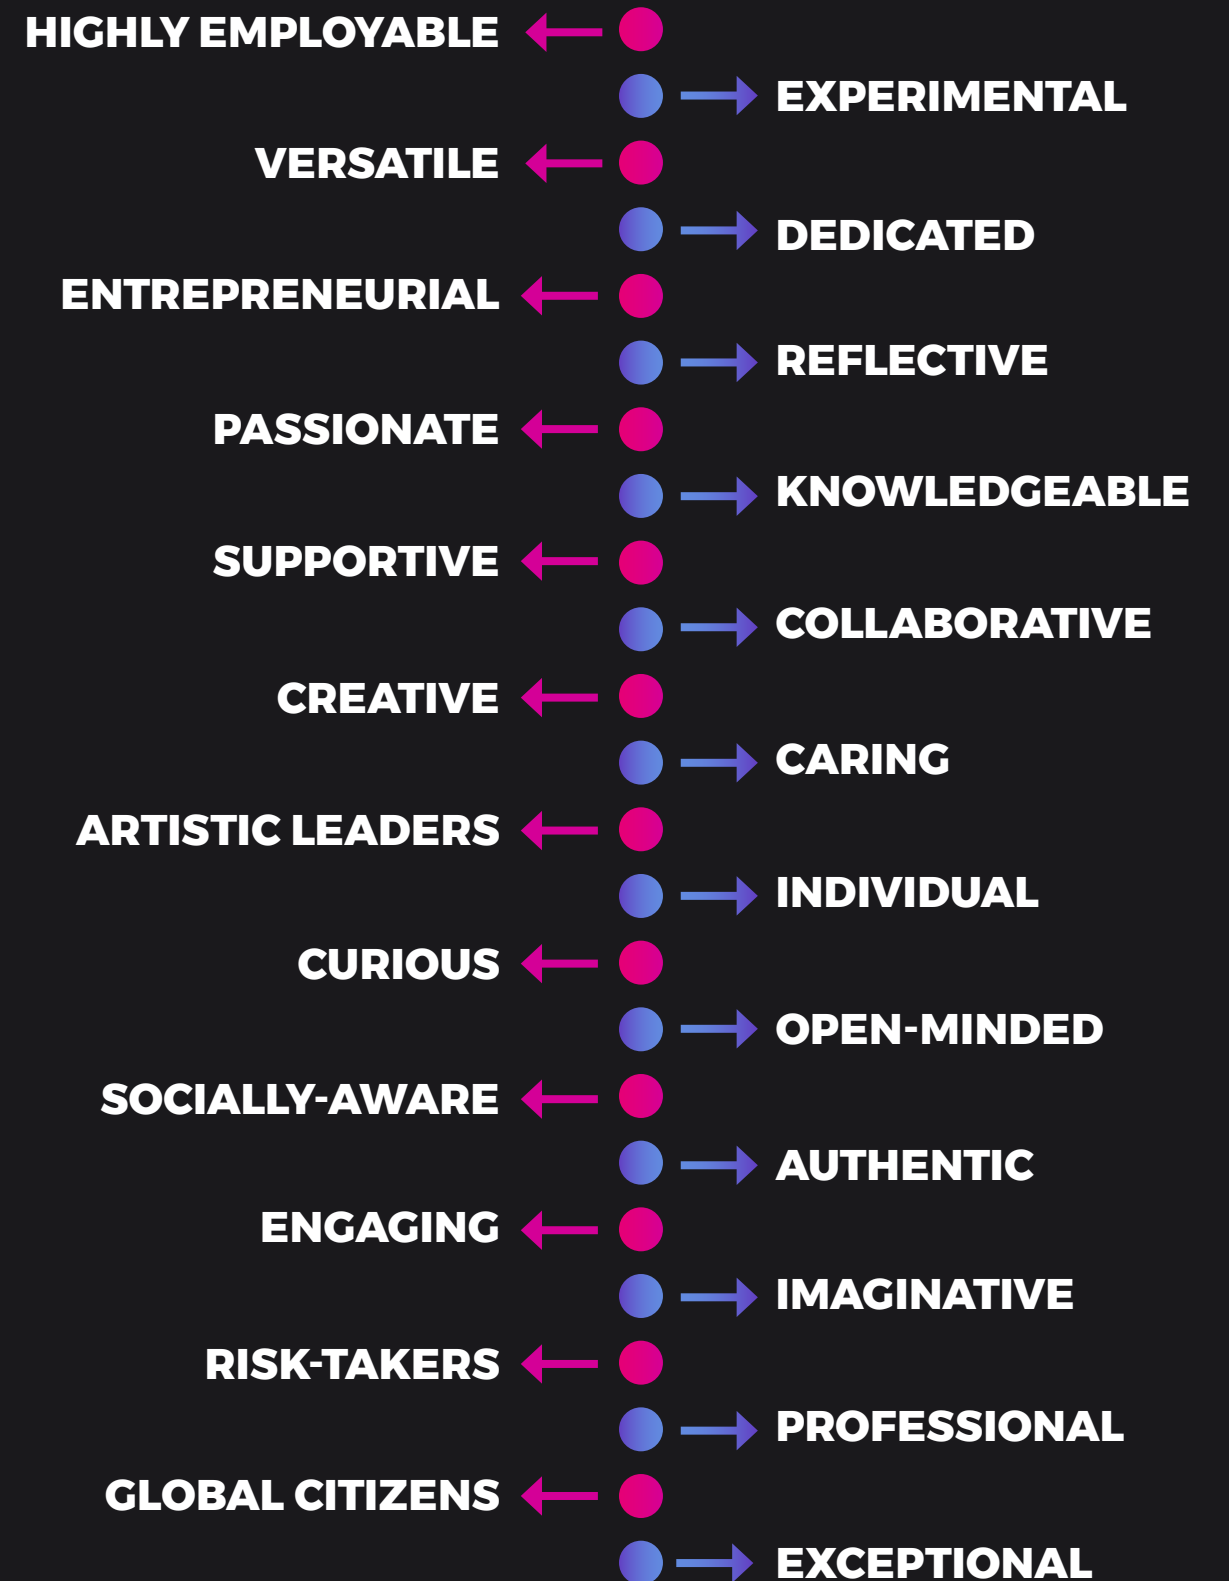 HIGHLY EMPLOYABLE
EXPERIMENTAL
VERSATILE
DEDICATED
ENTREPRENEURIAL
REFLECTIVE
PASSIONATE
KNOWLEDGEABLE
SUPPORTIVE
COLLABORATIVE
CREATIVE
CARING
ARTISTIC LEADERS
INDIVIDUAL
CURIOUS
OPEN-MINDED
SOCIALLY-AWARE
AUTHENTIC
ENGAGING
IMAGINATIVE
RISK-TAKERS
PROFESSIONAL
GLOBAL CITIZENS
EXCEPTIONAL